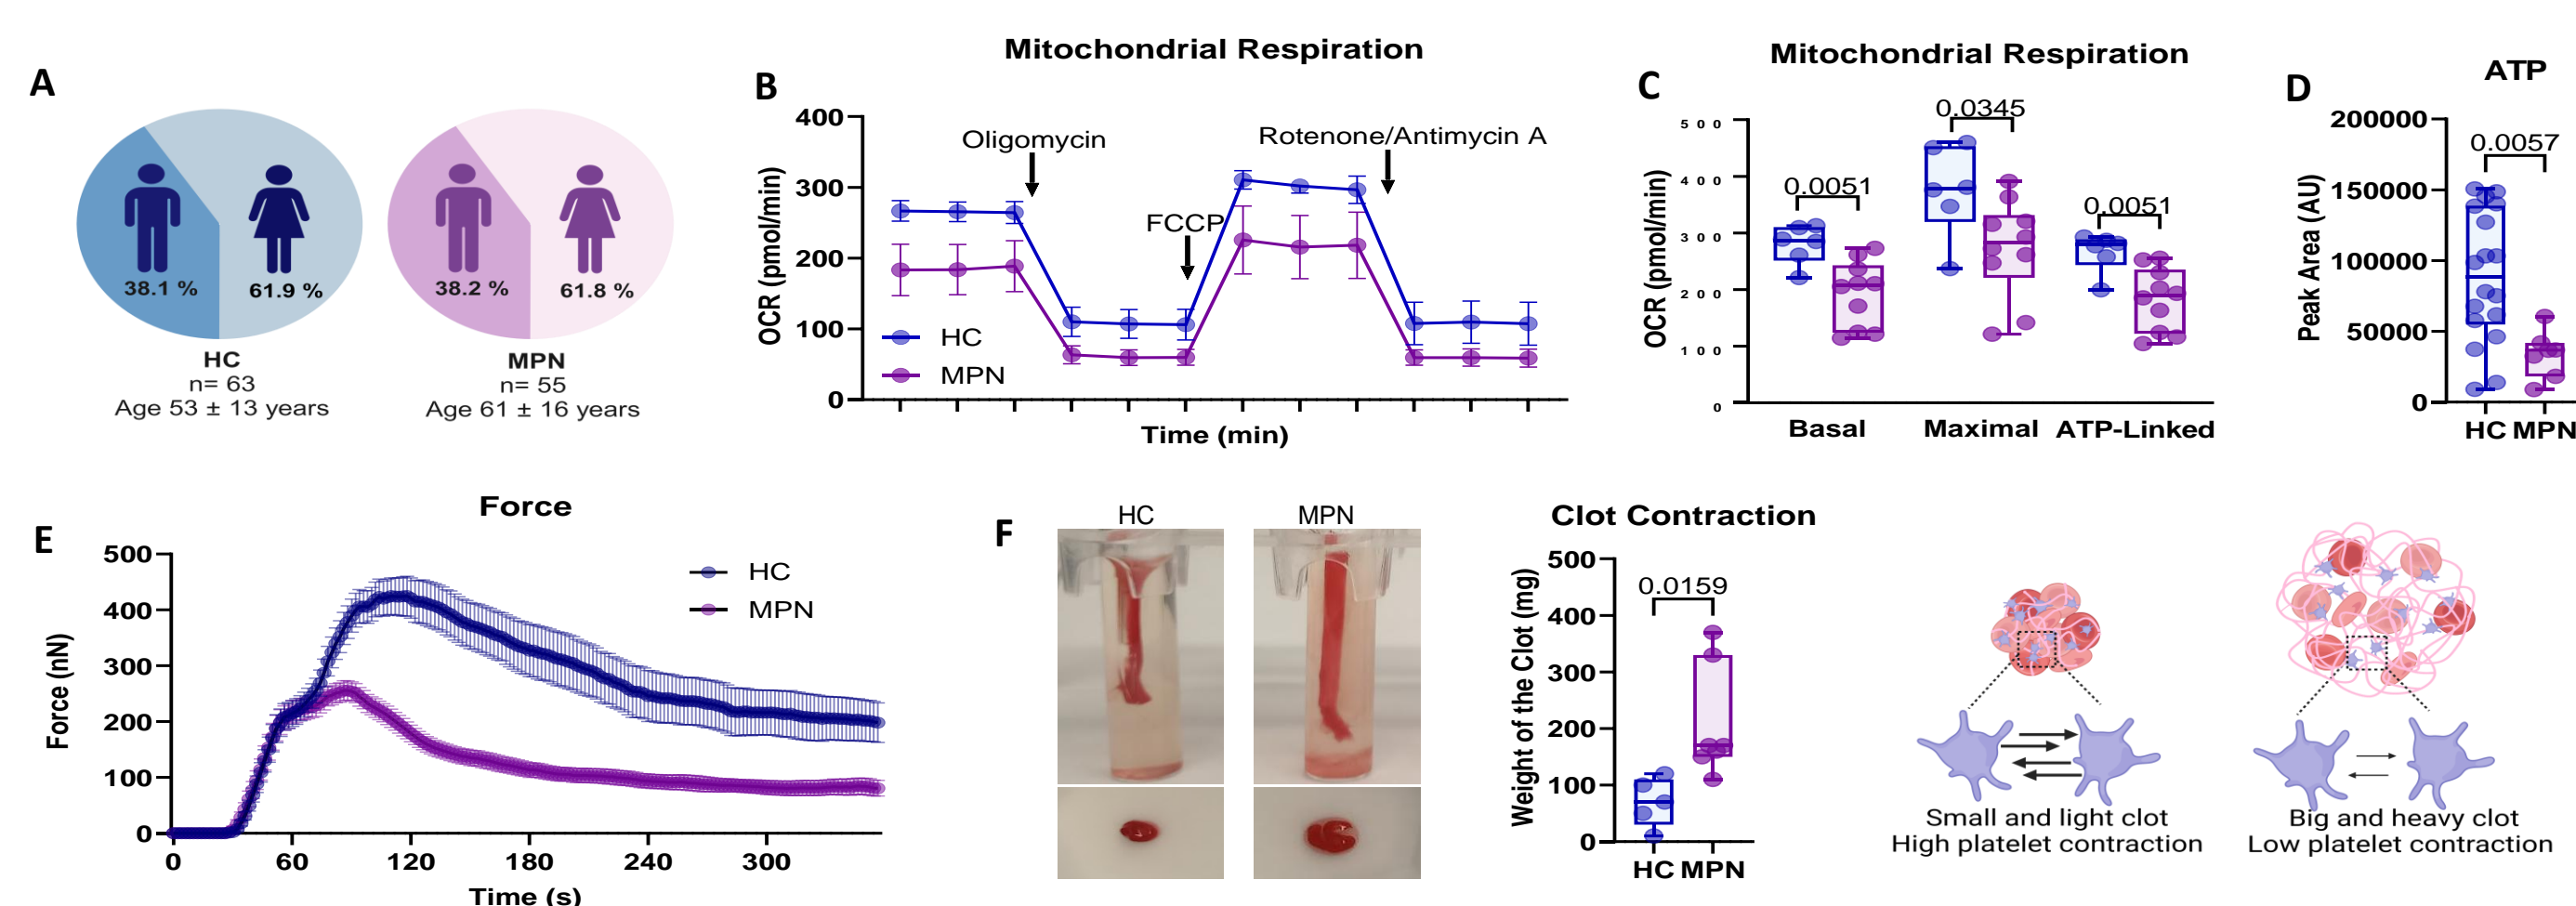 A
38.1 %
61.9 %
HC
n= 63
Age 53 ± 13 years
38.2 %
61.8 %
MPN
n= 55
Age 61 ± 16 years
B
Mitochondrial Respiration
OCR (pmol/min)
400
300
200
100
0
Oligomycin
FCCP
Rotenone/Antimycin A
HC
MPN
Time (min)
C
Mitochondrial Respiration
OCR (pmol/min)
500
400
300
200
100
0
0.0051
0.0345
0.0051
Basal
Maximal
ATP-Linked
D
ATP
Peak Area (AU)
200000
150000
100000
50000
0
0.0057
HC MPN
E
Force
Force (nN)
500
400
300
200
100
0
HC
MPN
0
60
120
180
240
300
Time (s)
F
HC
MPN
Clot Contraction
Weight of the Clot (mg)
500
400
300
200
100
0
0.0159
HC MPN
Small and light clot
High platelet contraction
Big and heavy clot
Low platelet contraction